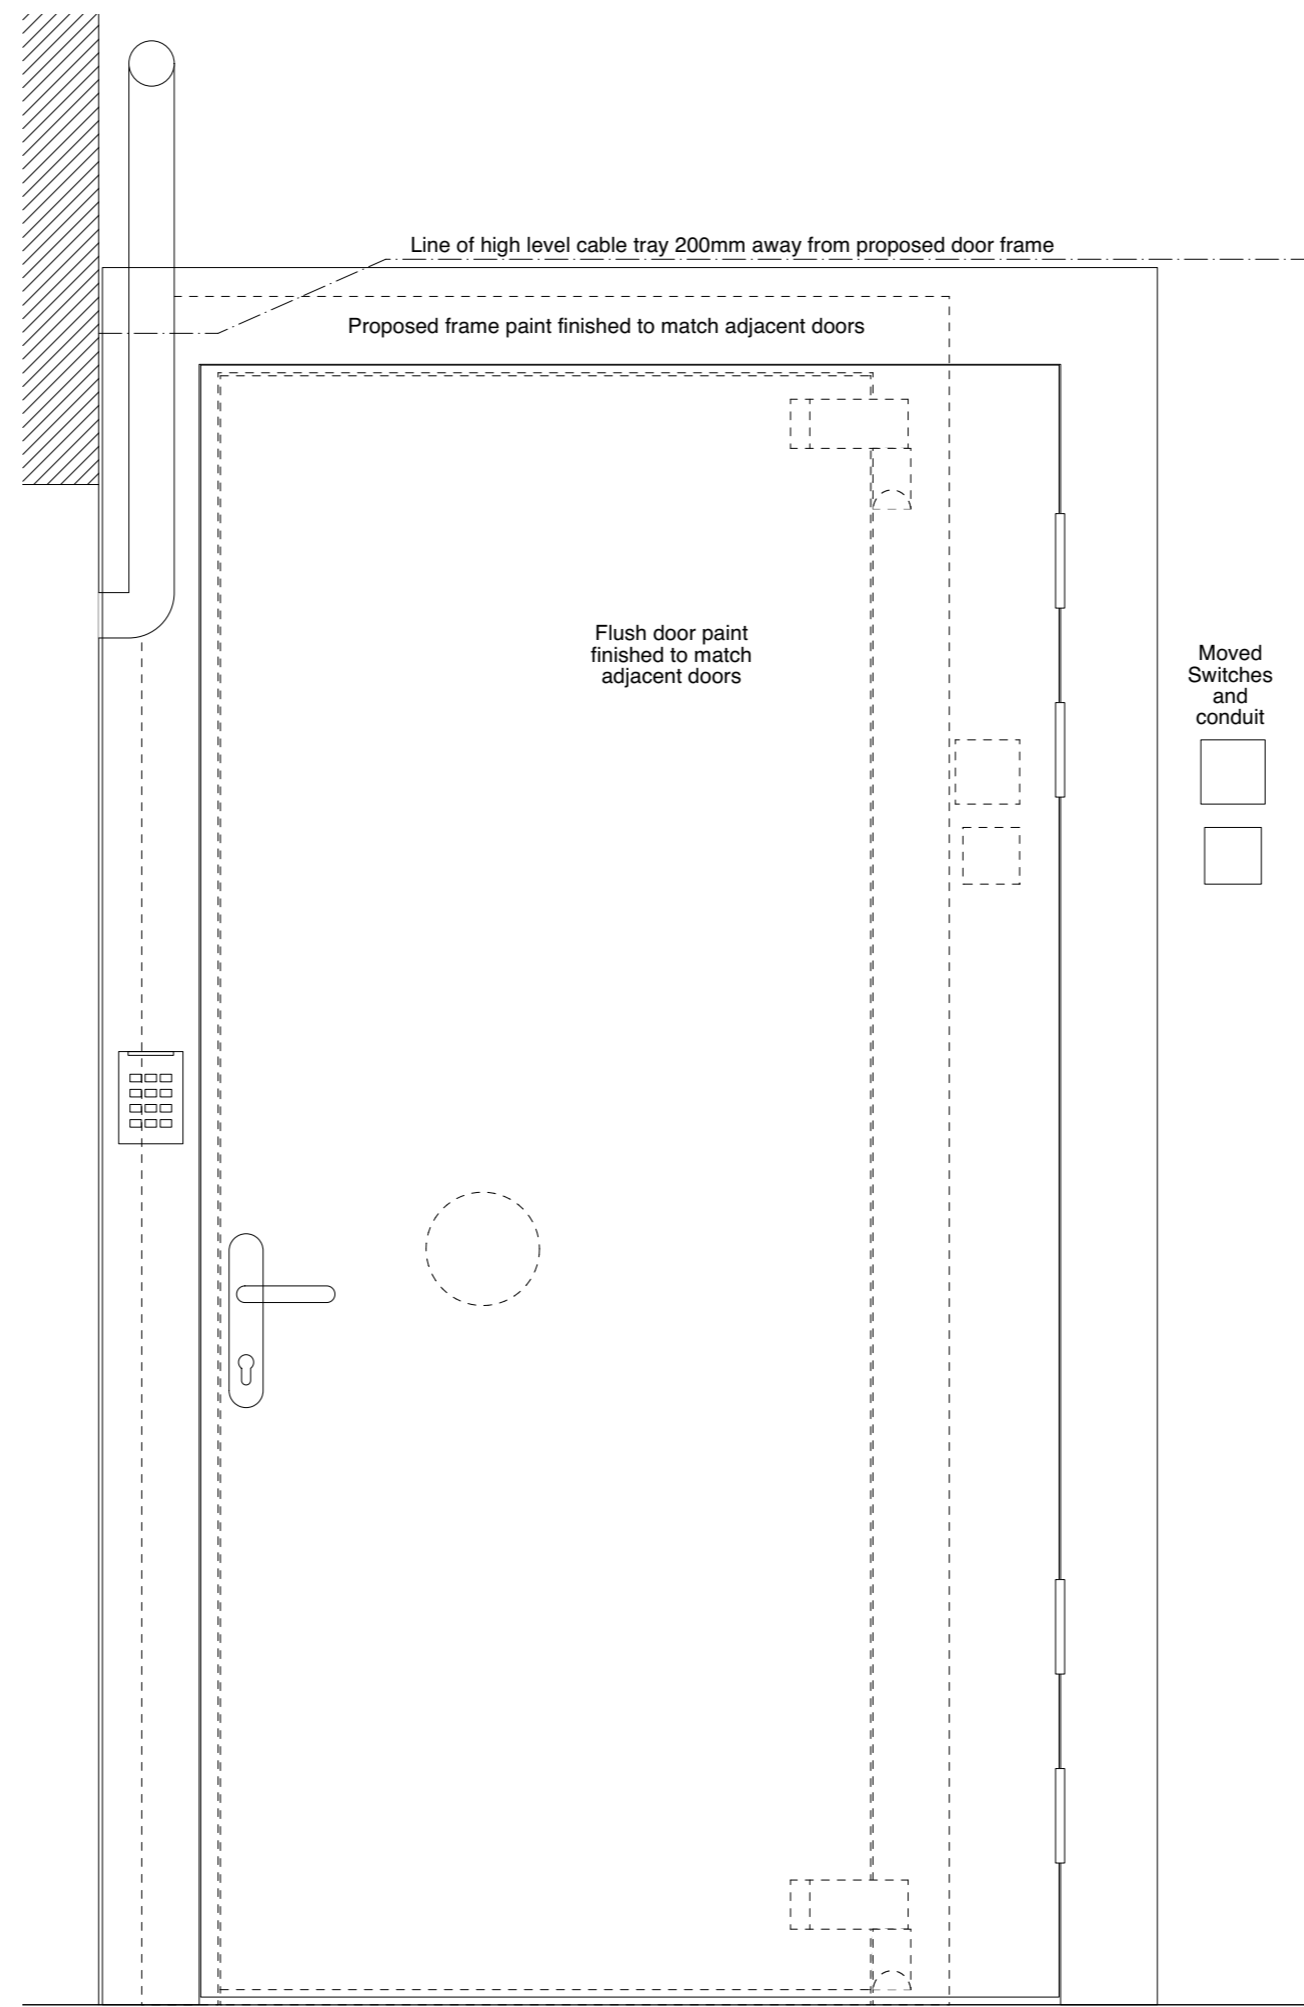 Line of high level cable tray 200mm away from proposed door frame
Proposed frame paint finished to match adjacent doors
Flush door paint
finished to match
adjacent doors
Moved
Switches
and
conduit